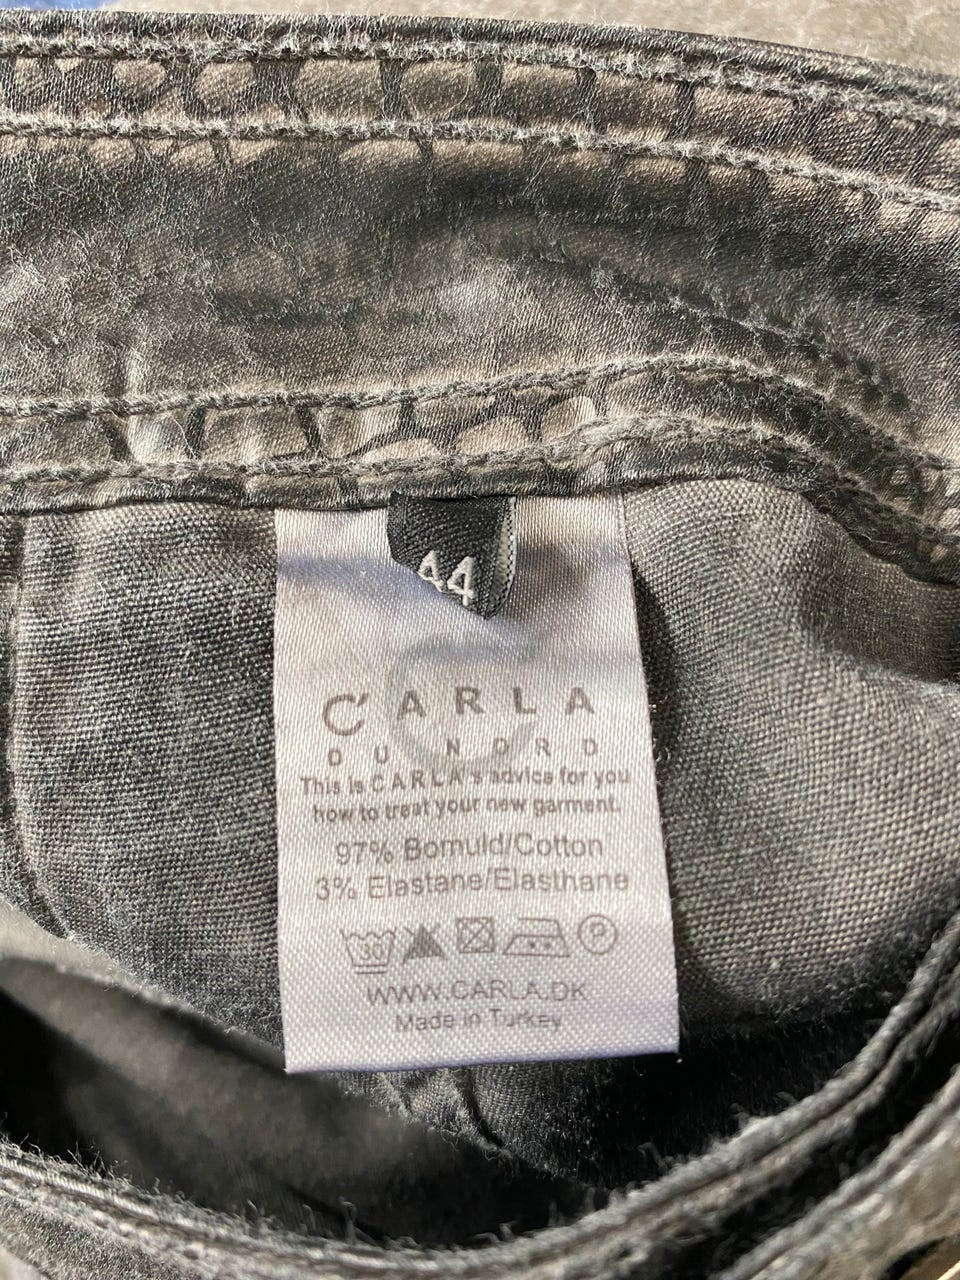 44
C'ARLA
DU NORD
This is CARLA's advice for you
how to treat your new garment.
97% Bomuld/Cotton
3% Elastane/Elasthane
30 P
WWW.CARLA.DK
Made in Turkey